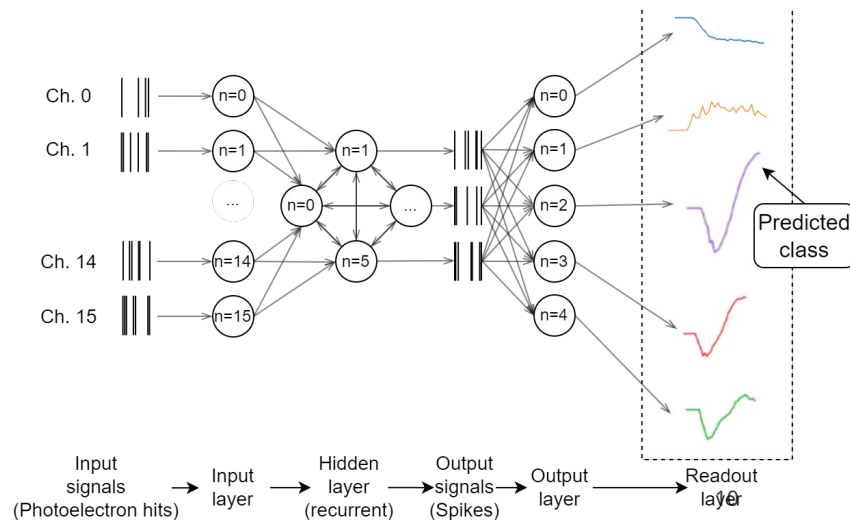 Ch. 0
n=0
n=0
Ch. 1
n=1
n=1
n=1
...
n=0
...
n=2
Predicted
class
Ch. 14
n=14
n=5
n=3
Ch. 15
n=15
n=4
Input
signals
(Photoelectron hits)
Input
layer
Hidden
layer
(recurrent)
Output
signals
(Spikes)
Output
layer
Readout
layer
10